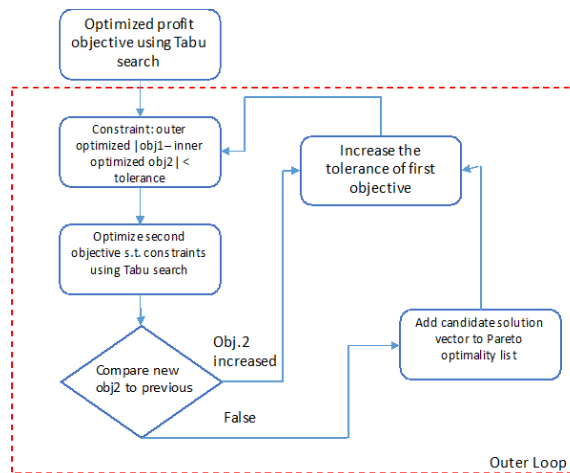 Optimized profit
objective using Tabu
search
Constraint: outer
optimized |obj1– inner
optimized obj2| <
tolerance
Increase the
tolerance of first
objective
Optimize second
objective s.t. constraints
using Tabu search
Compare new
obj2 to previous
Obj.2
increased
False
Add candidate solution
vector to Pareto
optimality list
Outer Loop